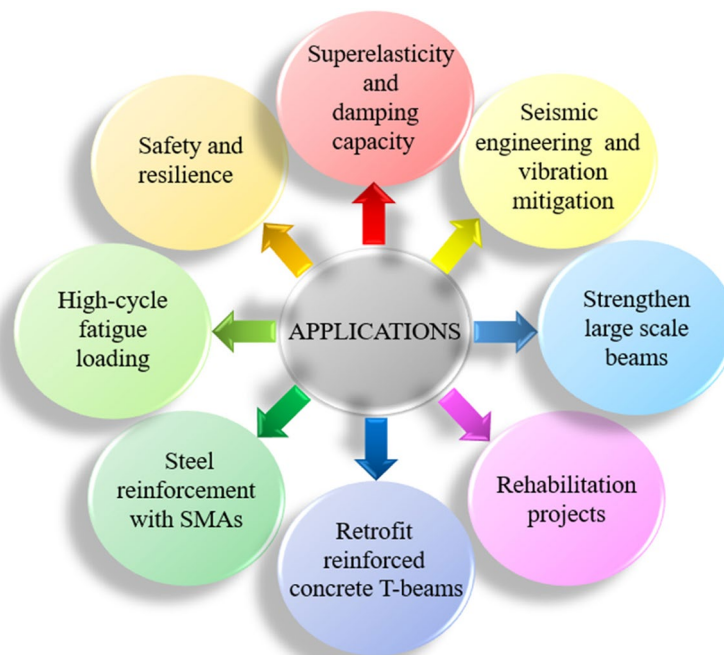 Superelasticity
and
damping
capacity
Seismic
engineering and
vibration
mitigation
Strengthen
large scale
beams
Rehabilitation
projects
Retrofit
reinforced
concrete T-beams
Steel
reinforcement
with SMAs
High-cycle
fatigue
loading
Safety and
resilience
APPLICATIONS